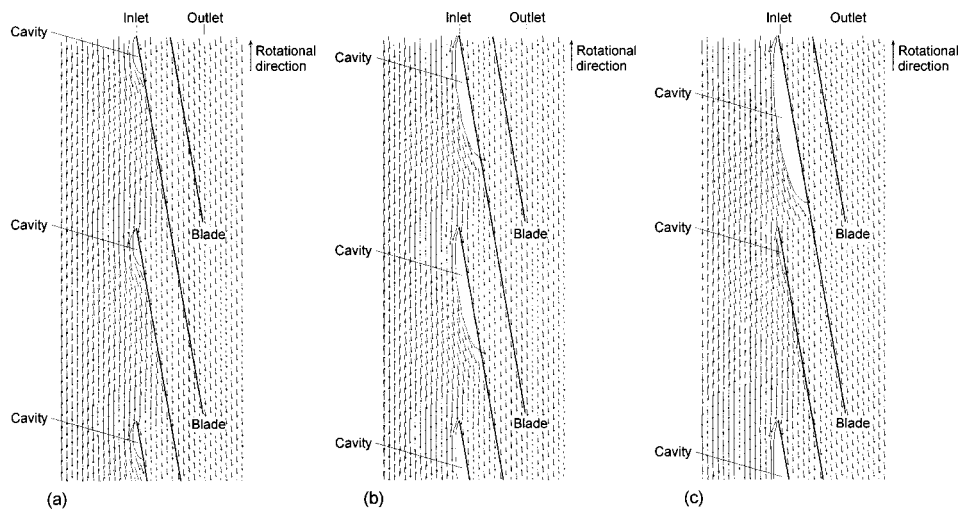 Inlet Outlet
Cavity
Rotational
direction
Cavity
Blade
Cavity
Blade
(a)
Inlet Outlet
Cavity
Rotational
direction
Blade
Cavity
Blade
Cavity
(b)
Inlet Outlet
Rotational
direction
Cavity
Cavity
Blade
Blade
Cavity
(c)